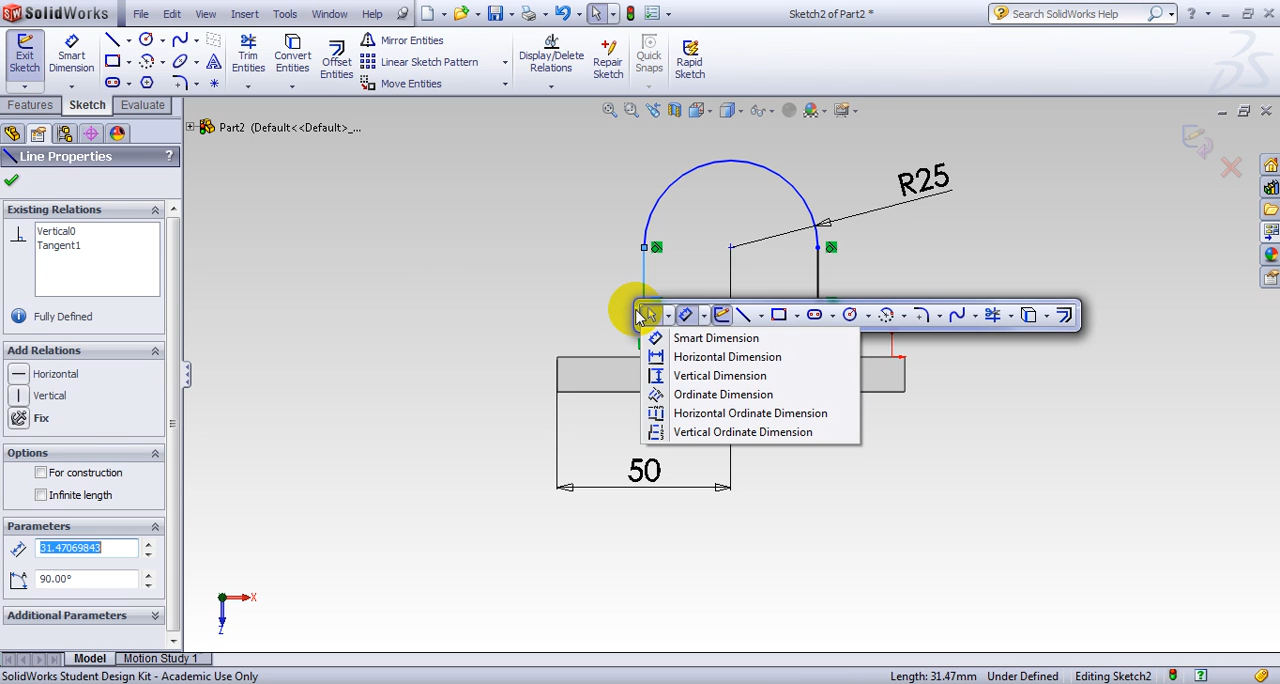 SolidWorks
File Edit View Insert Tools Window Help
Sketch2 of Part2 *
Search SolidWorks Help
Exit Sketch
Smart Dimension
Trim Entities
Convert Entities
Offset Entities
Mirror Entities
Linear Sketch Pattern
Move Entities
Display/Delete Relations
Repair Sketch
Quick Snaps
Rapid Sketch
Features Sketch Evaluate
Part2 (Default<<Default>_...
Line Properties ?
Existing Relations
Vertical0
Tangent1
Fully Defined
Add Relations
Horizontal
Vertical
Fix
Options
For construction
Infinite length
Parameters
31.47069843
90.00°
Additional Parameters
R25
Smart Dimension
Horizontal Dimension
Vertical Dimension
Ordinate Dimension
Horizontal Ordinate Dimension
Vertical Ordinate Dimension
50
X
Z
Model Motion Study 1
SolidWorks Student Design Kit - Academic Use Only
Length: 31.47mm Under Defined Editing Sketch2